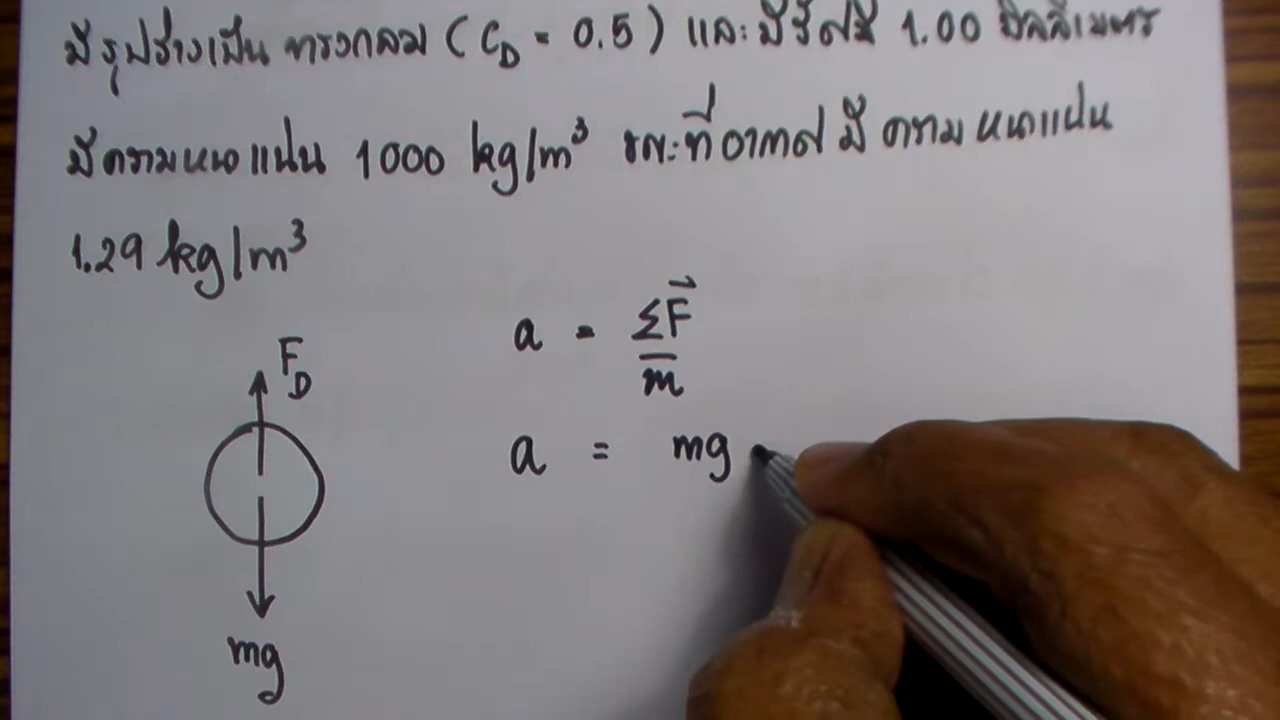 มีรูปร่างเป็น ทรงกลม ( C_D = 0.5 ) และมีรัศมี 1.00 มิลลิเมตร
มีความหนาแน่น 1000 kg/m³ ขณะที่อากาศ มี ความหนาแน่น
1.29 kg/m³
a = ΣF⃗
m
F_D
a = mg
mg